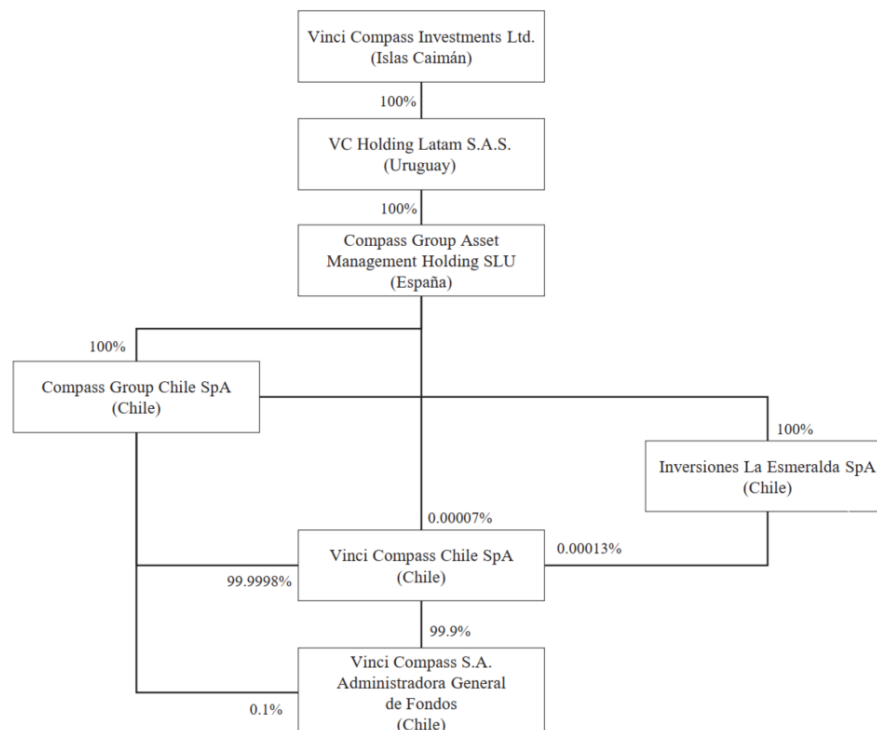 Vinci Compass Investments Ltd.
(Islas Caimán)
100%
VC Holding Latam S.A.S.
(Uruguay)
100%
Compass Group Asset
Management Holding SLU
(España)
100%
Compass Group Chile SpA
(Chile)
100%
Inversiones La Esmeralda SpA
(Chile)
0.00007%
Vinci Compass Chile SpA
(Chile)
0.00013%
99.9998%
99.9%
Vinci Compass S.A.
Administradora General
de Fondos
(Chile)
0.1%